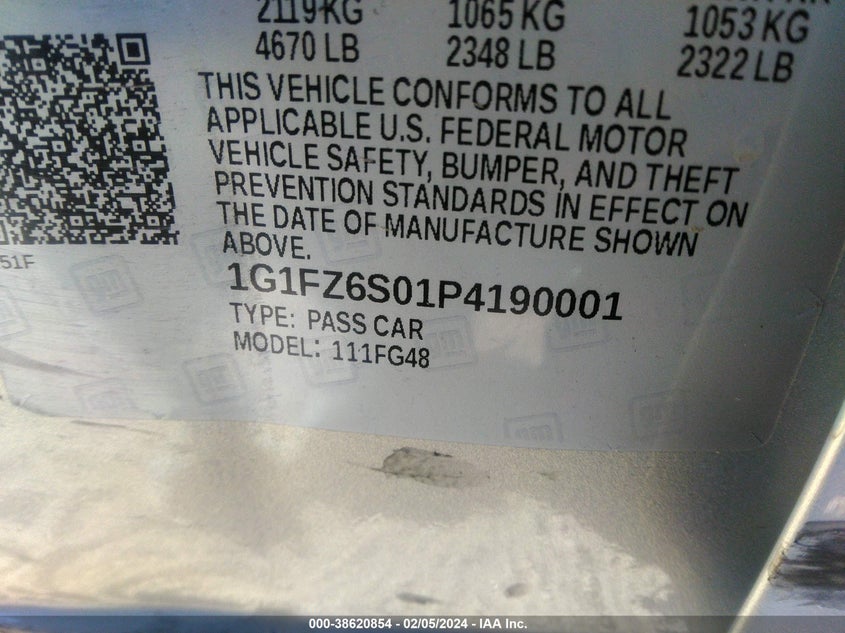 2119 KG 1065 KG 1053 KG
4670 LB 2348 LB 2322 LB
THIS VEHICLE CONFORMS TO ALL
APPLICABLE U.S. FEDERAL MOTOR
VEHICLE SAFETY, BUMPER, AND THEFT
PREVENTION STANDARDS IN EFFECT ON
THE DATE OF MANUFACTURE SHOWN
ABOVE.
51F
1G1FZ6S01P4190001
TYPE: PASS CAR
MODEL: 111FG48
gm
000-38620854 - 02/05/2024 - IAA Inc.